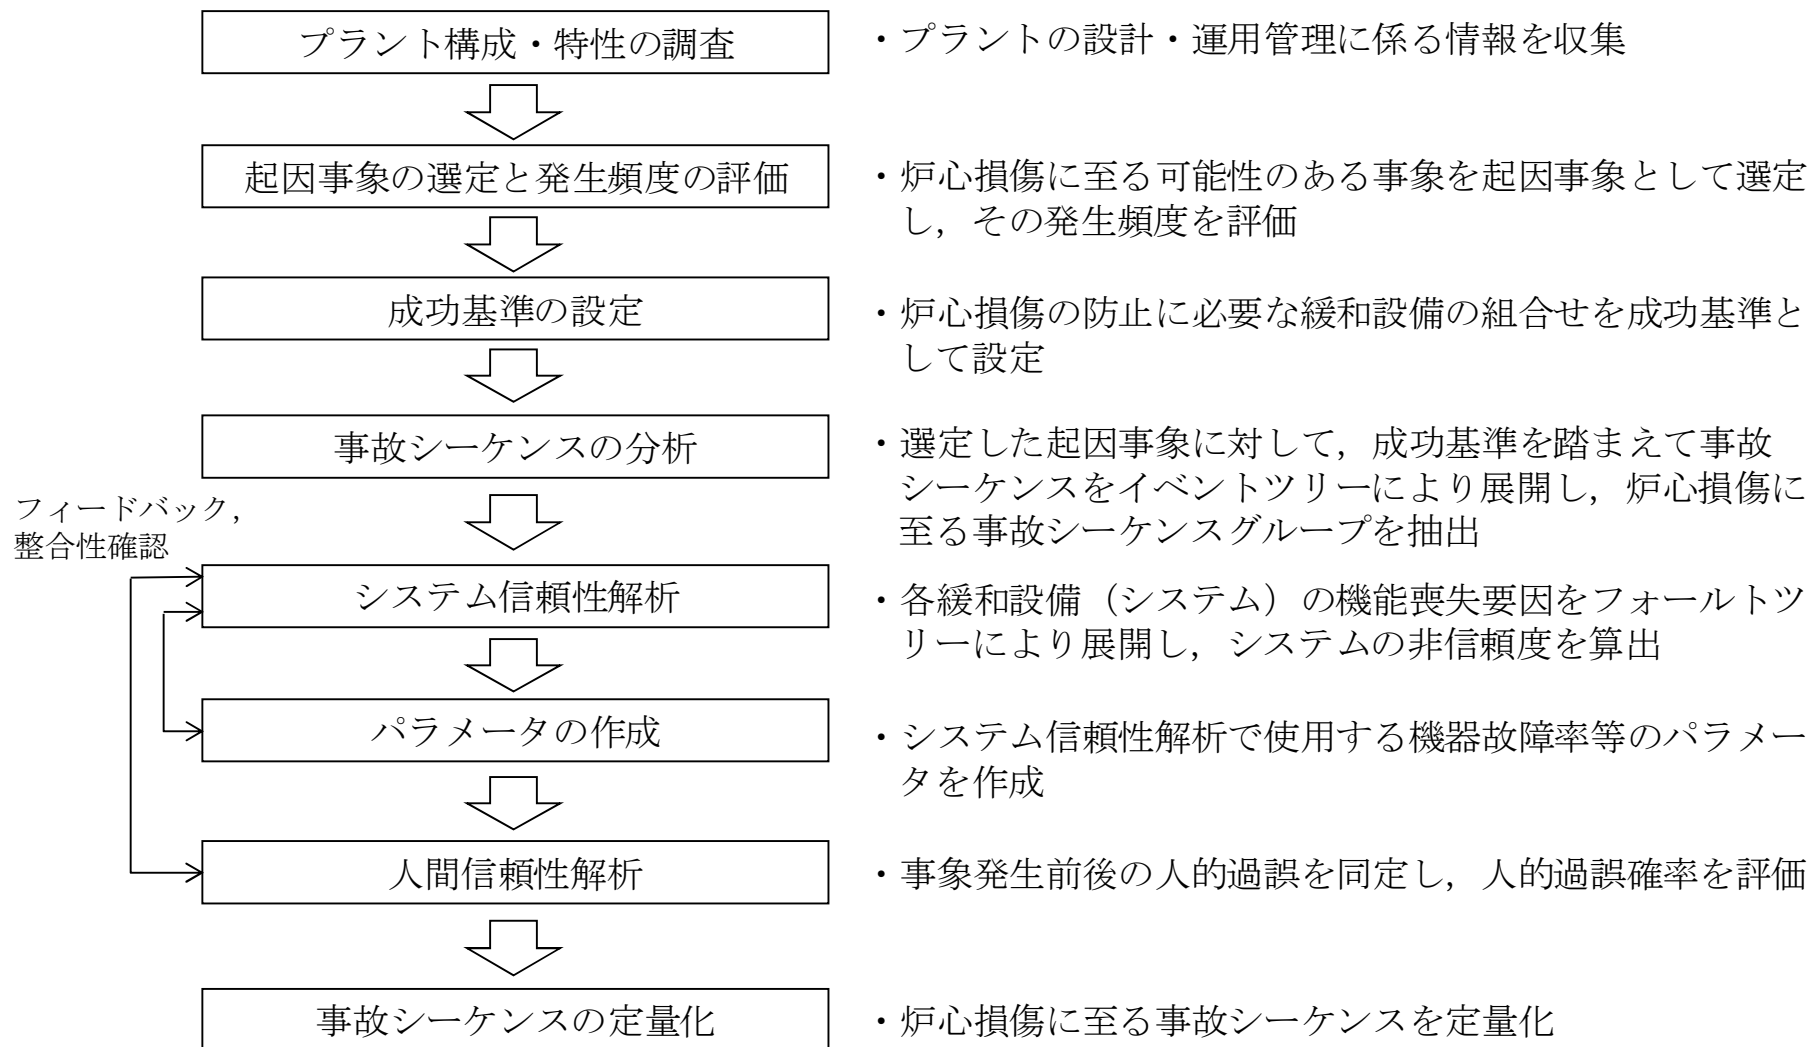 プラント構成・特性の調査
・プラントの設計・運用管理に係る情報を収集
起因事象の選定と発生頻度の評価
・炉心損傷に至る可能性のある事象を起因事象として選定
し，その発生頻度を評価
成功基準の設定
・炉心損傷の防止に必要な緩和設備の組合せを成功基準と
して設定
事故シーケンスの分析
・選定した起因事象に対して，成功基準を踏まえて事故
シーケンスをイベントツリーにより展開し，炉心損傷に
至る事故シーケンスグループを抽出
フィードバック，
整合性確認
システム信頼性解析
・各緩和設備（システム）の機能喪失要因をフォールトツ
リーにより展開し，システムの非信頼度を算出
パラメータの作成
・システム信頼性解析で使用する機器故障率等のパラメー
タを作成
人間信頼性解析
・事象発生前後の人的過誤を同定し，人的過誤確率を評価
事故シーケンスの定量化
・炉心損傷に至る事故シーケンスを定量化